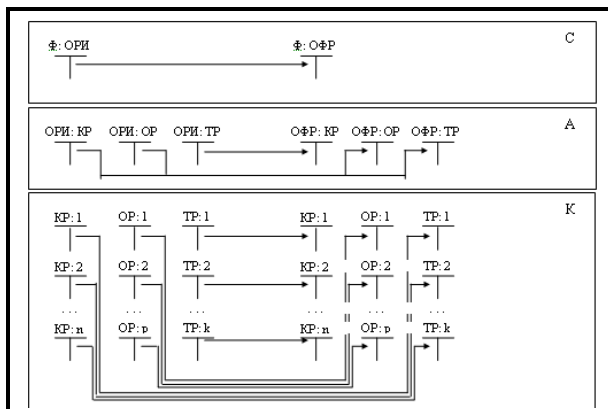 Ф: ОРИ Ф: ОФР С
ОРИ: КР ОРИ: ОР ОРИ: ТР ОФР: КР ОФР: ОР ОФР: ТР А
К
КР: 1 ОР: 1 ТР: 1 КР: 1 ОР: 1 ТР: 1
КР: 2 ОР: 2 ТР: 2 КР: 2 ОР: 2 ТР: 2
... ... ... ... ... ...
КР: n ОР: p ТР: k КР: n ОР: p ТР: k